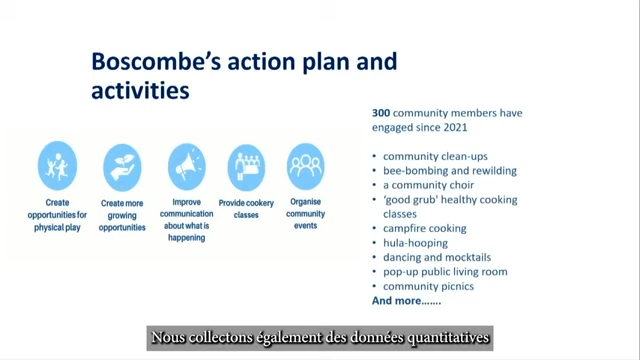 Boscombe's action plan and
activities
Create
opportunities for
physical play
Create more
growing
opportunities
Improve
communication
about what is
happening
Provide cookery
classes
Organise
community
events
300 community members have
engaged since 2021
• community clean-ups
• bee-bombing and rewilding
• a community choir
• 'good grub' healthy cooking
classes
• campfire cooking
• hula-hooping
• dancing and mocktails
• pop-up public living room
• community picnics
And more…….
Nous collectons également des données quantitatives